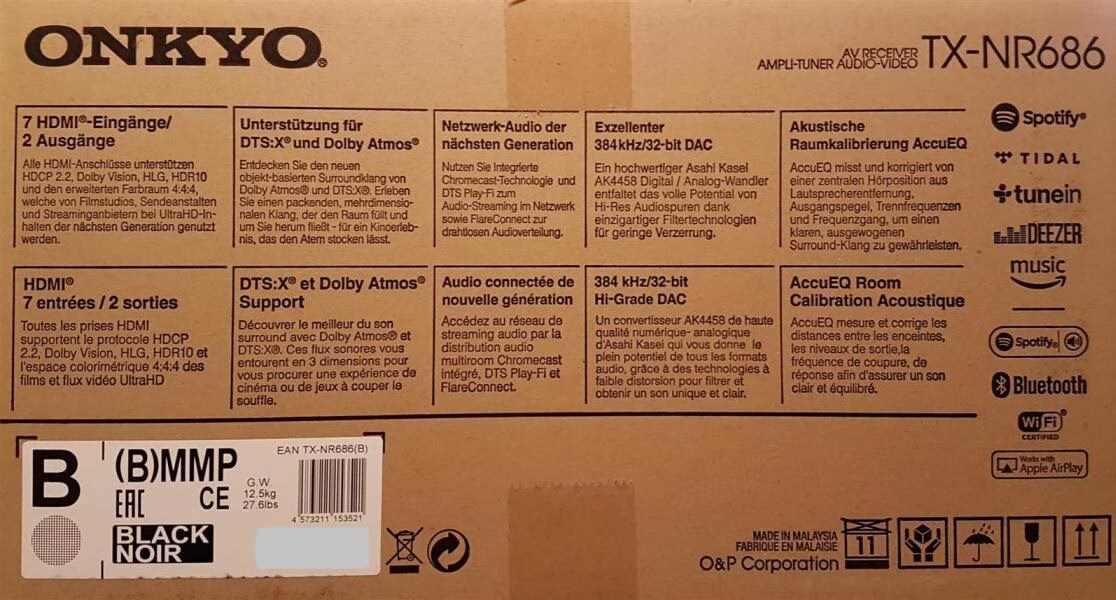 ONKYO®
AV RECEIVER
AMPLI-TUNER AUDIO-VIDEO
TX-NR686
7 HDMI®-Eingänge/
2 Ausgänge
Alle HDMI-Anschlüsse unterstützen
HDCP 2.2, Dolby Vision, HLG, HDR10
und den erweiterten Farbraum 4:4:4,
welche von Filmstudios, Sendeanstalten
und Streaminganbietern bei UltraHD-In-
halten der nächsten Generation genutzt
werden.
Unterstützung für
DTS:X® und Dolby Atmos®
Entdecken Sie den neuen
objekt-basierten Surroundklang von
Dolby Atmos® und DTS:X®. Erleben
Sie einen packenden, mehrdimensio-
nalen Klang, der den Raum füllt und
um Sie herum fließt - für ein Kinoerleb-
nis, das den Atem stocken lässt.
Netzwerk-Audio der
nächsten Generation
Nutzen Sie Integrierte
Chromecast-Technologie und
DTS Play-Fi zum
Audio-Streaming im Netzwerk
sowie FlareConnect zur
drahtlosen Audioverteilung.
Exzellenter
384 kHz/32-bit DAC
Ein hochwertiger Asahi Kasel
AK4458 Digital / Analog-Wandler
entfaltet das volle Potential von
Hi-Res Audiospuren dank
einzigartiger Filtertechnologien
für geringe Verzerrung.
Akustische
Raumkalibrierung AccuEQ
AccuEQ misst und korrigiert von
einer zentralen Hörposition aus
Lautsprecherentfernung,
Ausgangspegel, Trennfrequenzen
und Frequenzgang, um einen
klaren, ausgewogenen
Surround-Klang zu gewährleisten.
HDMI®
7 entrées / 2 sorties
Toutes les prises HDMI
supportent le protocole HDCP
2.2, Dolby Vision, HLG, HDR10 et
l'espace colorimétrique 4:4:4 des
films et flux vidéo UltraHD
DTS:X® et Dolby Atmos®
Support
Découvrir le meilleur du son
surround avec Dolby Atmos® et
DTS:X®. Ces flux sonores vous
entourent en 3 dimensions pour
vous procurer une expérience de
cinéma ou de jeux à couper le
souffle.
Audio connectée de
nouvelle génération
Accédez au réseau de
streaming audio par la
distribution audio
multiroom Chromecast
intégré, DTS Play-Fi et
FlareConnect.
384 kHz/32-bit
Hi-Grade DAC
Un convertisseur AK4458 de haute
qualité numérique- analogique
d'Asahi Kasei qui vous donne le
plein potentiel de tous les formats
audio, grâce à des technologies à
faible distorsion pour filtrer et
obtenir un son unique et clair.
AccuEQ Room
Calibration Acoustique
AccuEQ mesure et corrige les
distances entre les enceintes,
les niveaux de sortie,la
fréquence de coupure, de
réponse afin d'assurer un son
clair et équilibré.
Spotify®
TIDAL
tunein
DEEZER
music
Spotify®
Bluetooth
Wi Fi®
CERTIFIED
Works with
Apple AirPlay
B
(B)MMP
EAC CE
BLACK
NOIR
EAN TX-NR686(B)
G.W.
12.5kg
27.6lbs
4 573211 153521
MADE IN MALAYSIA
FABRIQUE EN MALAISIE
O&P Corporation
11